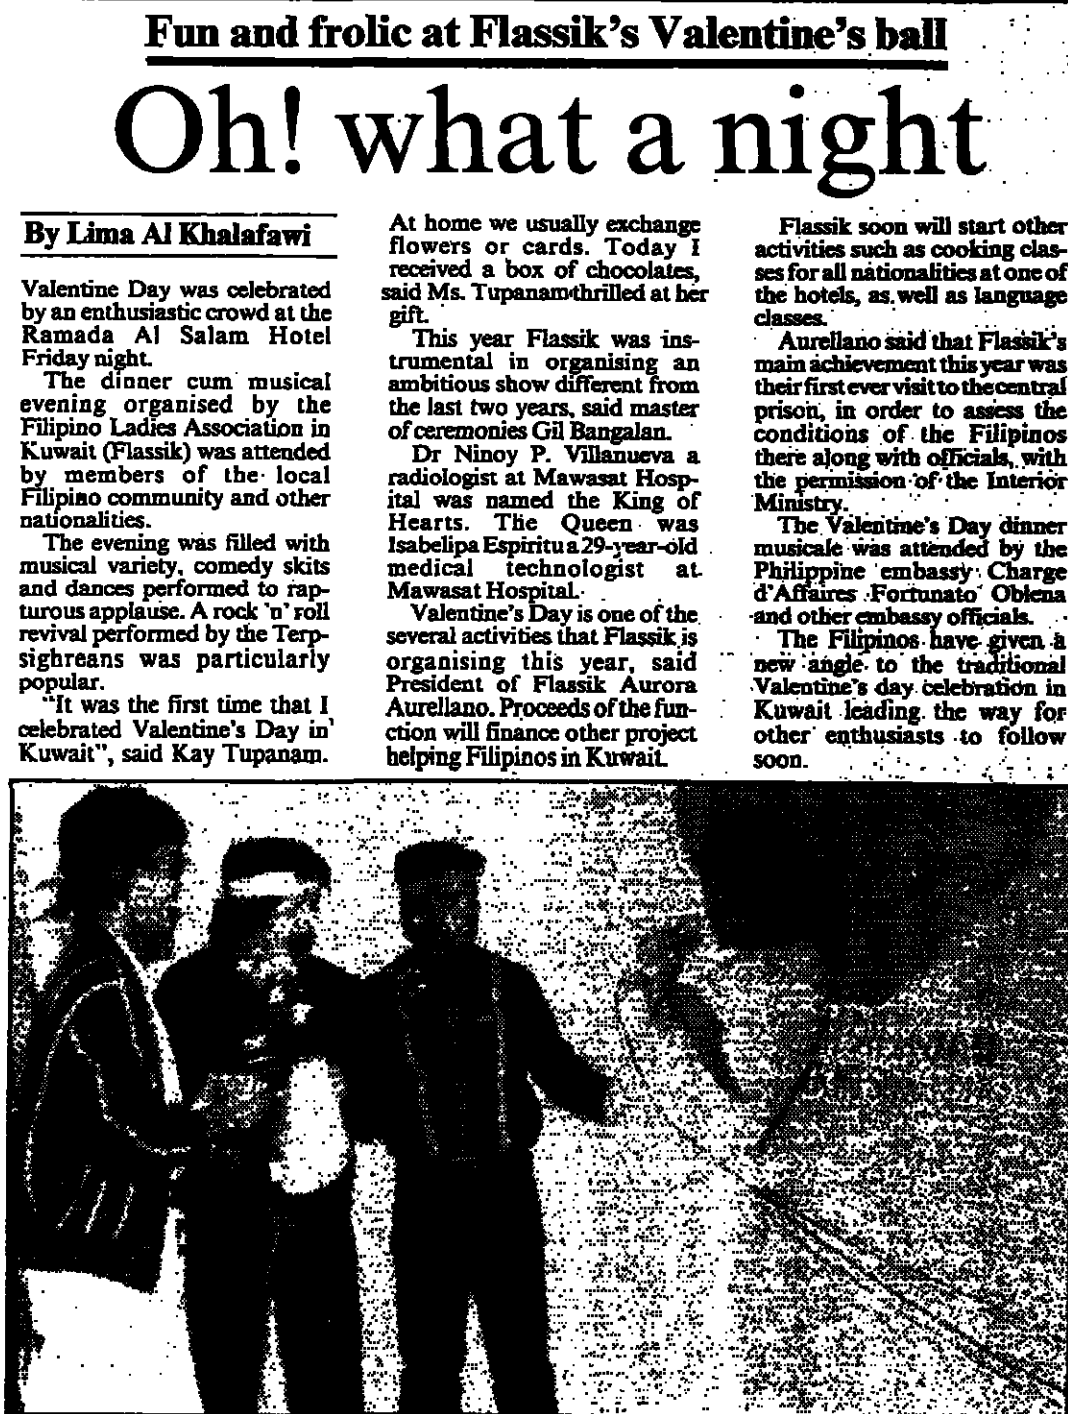 Fun and frolic at Flassik's Valentine's ball
Oh! what a night
By Lima Al Khalafawi
Valentine Day was celebrated
by an enthusiastic crowd at the
Ramada Al Salam Hotel
Friday night.
The dinner cum musical
evening organised by the
Filipino Ladies Association in
Kuwait (Flassik) was attended
by members of the local
Filipino community and other
nationalities.
The evening was filled with
musical variety, comedy skits
and dances performed to rap-
turous applause. A rock 'n' roll
revival performed by the Terp-
sighreans was particularly
popular.
"It was the first time that I
celebrated Valentine's Day in
Kuwait", said Kay Tupanam.
At home we usually exchange
flowers or cards. Today I
received a box of chocolates,
said Ms. Tupanam thrilled at her
gift.
This year Flassik was ins-
trumental in organising an
ambitious show different from
the last two years, said master
of ceremonies Gil Bangalan.
Dr Ninoy P. Villanueva a
radiologist at Mawasat Hosp-
ital was named the King of
Hearts. The Queen was
Isabelipa Espiritu a 29-year-old
medical technologist at
Mawasat Hospital.
Valentine's Day is one of the
several activities that Flassik is
organising this year, said
President of Flassik Aurora
Aurellano. Proceeds of the fun-
ction will finance other project
helping Filipinos in Kuwait.
Flassik soon will start other
activities such as cooking clas-
ses for all nationalities at one of
the hotels, as well as language
classes.
Aurellano said that Flassik's
main achievement this year was
their first ever visit to the central
prison, in order to assess the
conditions of the Filipinos
there along with officials, with
the permission of the Interior
Ministry.
The Valentine's Day dinner
musicale was attended by the
Philippine embassy Charge
d'Affaires Fortunato Oblena
and other embassy officials.
The Filipinos have given a
new angle to the traditional
Valentine's day celebration in
Kuwait leading the way for
other enthusiasts to follow
soon.